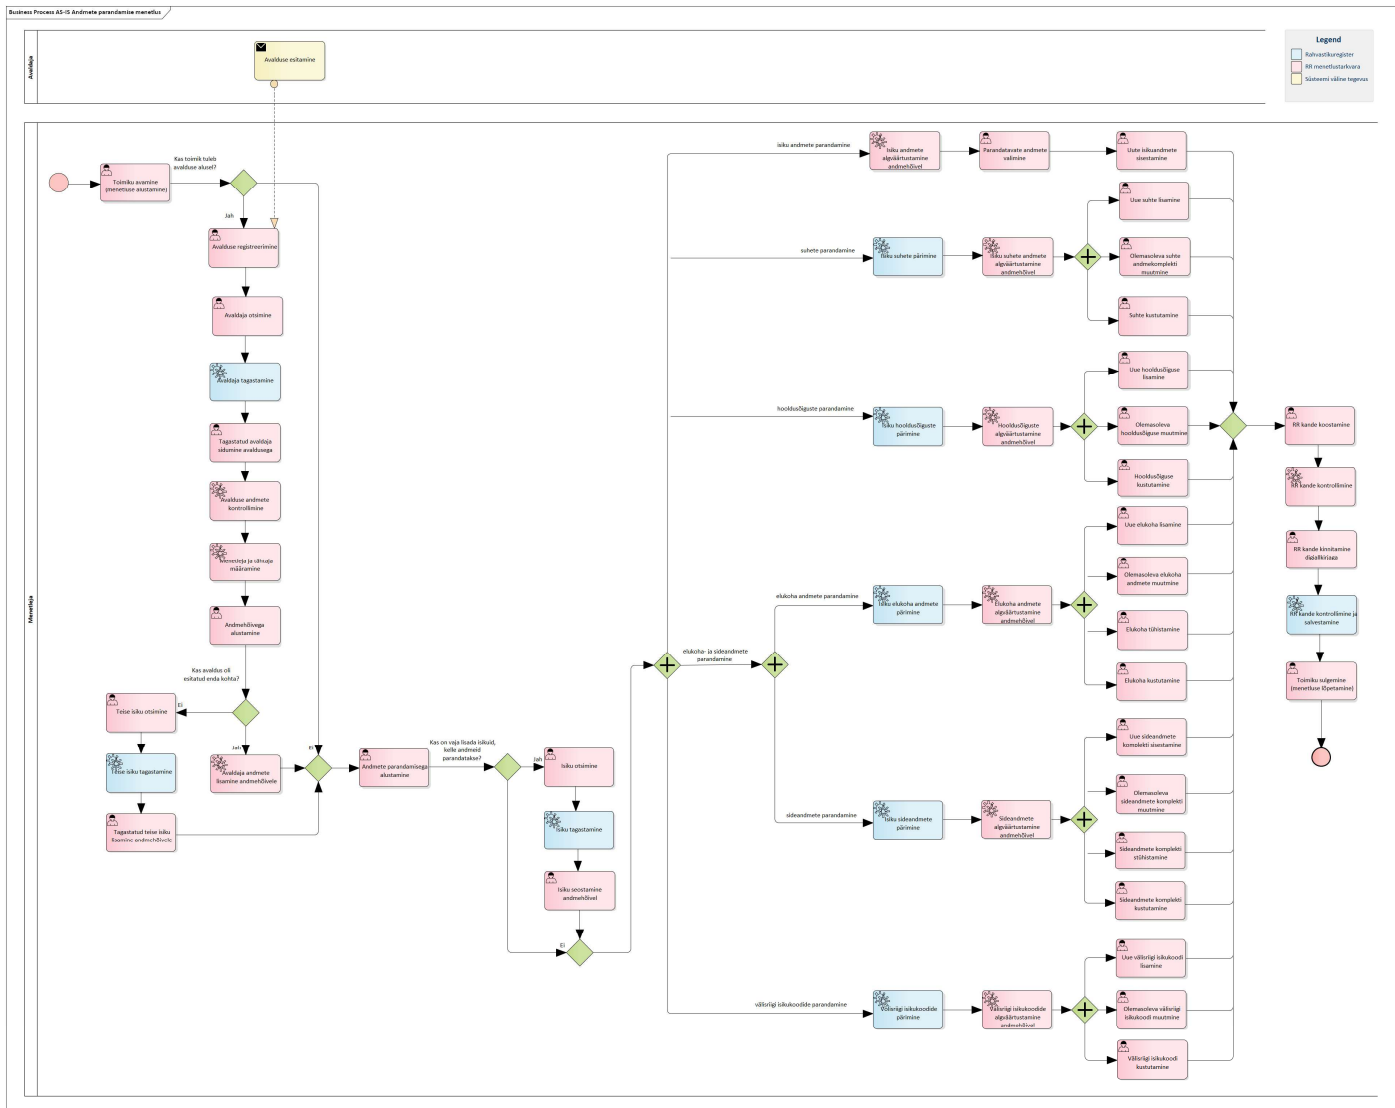 Business Process AS-IS Andmete parandamise menetlus
Avaldaja
Avalduse esitamine
Legend
Rahvastikuregister
RR menetlustarkvara
Süsteemi väline tegevus
Menetleja
Toimiku avamine
(menetluse alustamine)
Kas toimik tuleb
avalduse alusel?
Jah
Avalduse registreerimine
Avaldaja otsimine
Avaldaja tagastamine
Tagastatud avaldaja
sidumine avaldusega
Avalduse andmete
kontrollimine
Menetleja ja
määramine
Andmehõivega
alustamine
Kas avaldus oli
esitatud enda kohta?
Ei
Teise isiku otsimine
Teise isiku tagastamine
Tagastatud teise isiku
lisamine andmehõivele
Jah
Avaldaja andmete
lisamine andmehõivele
Ei
Andmete parandamisega
alustamine
Kas on vaja lisada isikuid,
kelle andmeid
parandatakse?
Jah
Isiku otsimine
Isiku tagastamine
Isiku seostamine
andmehõivel
Ei
isiku andmete parandamine
Isiku andmete
algväärtustamine
andmehõivel
Parandatavate andmete
valimine
Uute isikuandmete
sisestamine
suhete parandamine
Isiku suhete pärimine
Isiku suhete andmete
algväärtustamine
andmehõivel
Uue suhte lisamine
Olemasoleva suhte
andmekomplekti
muutmine
Suhte kustutamine
hooldusõiguste parandamine
Isiku hooldusõiguste
pärimine
Hooldusõiguste
algväärtustamine
andmehõivel
Uue hooldusõiguse
lisamine
Olemasoleva
hooldusõiguse muutmine
Hooldusõiguse
kustutamine
elukoha- ja sideandmete
parandamine
elukoha andmete parandamine
Isiku elukoha andmete
pärimine
Elukoha andmete
algväärtustamine
andmehõivel
Uue elukoha lisamine
Olemasoleva elukoha
andmete muutmine
Elukoha tühistamine
Elukoha kustutamine
sideandmete parandamine
Isiku sideandmete
pärimine
Sideandmete
algväärtustamine
andmehõivel
Uue sideandmete
komplekti sisestamine
Olemasoleva
sideandmete komplekti
muutmine
Sideandmete komplekti
stühistamine
Sideandmete komplekti
kustutamine
välisriigi isikukoodide parandamine
Välisriigi isikukoodide
pärimine
Välisriigi isikukoodide
algväärtustamine
andmehõivel
Uue välisriigi isikukoodi
lisamine
Olemasoleva välisriigi
isikukoodi muutmine
Välisriigi isikukoodi
kustutamine
RR kande koostamine
RR kande kontrollimine
RR kande kinnitamine
digiallkirjaga
RR kande kontrollimine ja
salvestamine
Toimiku sulgemine
(menetluse lõpetamine)